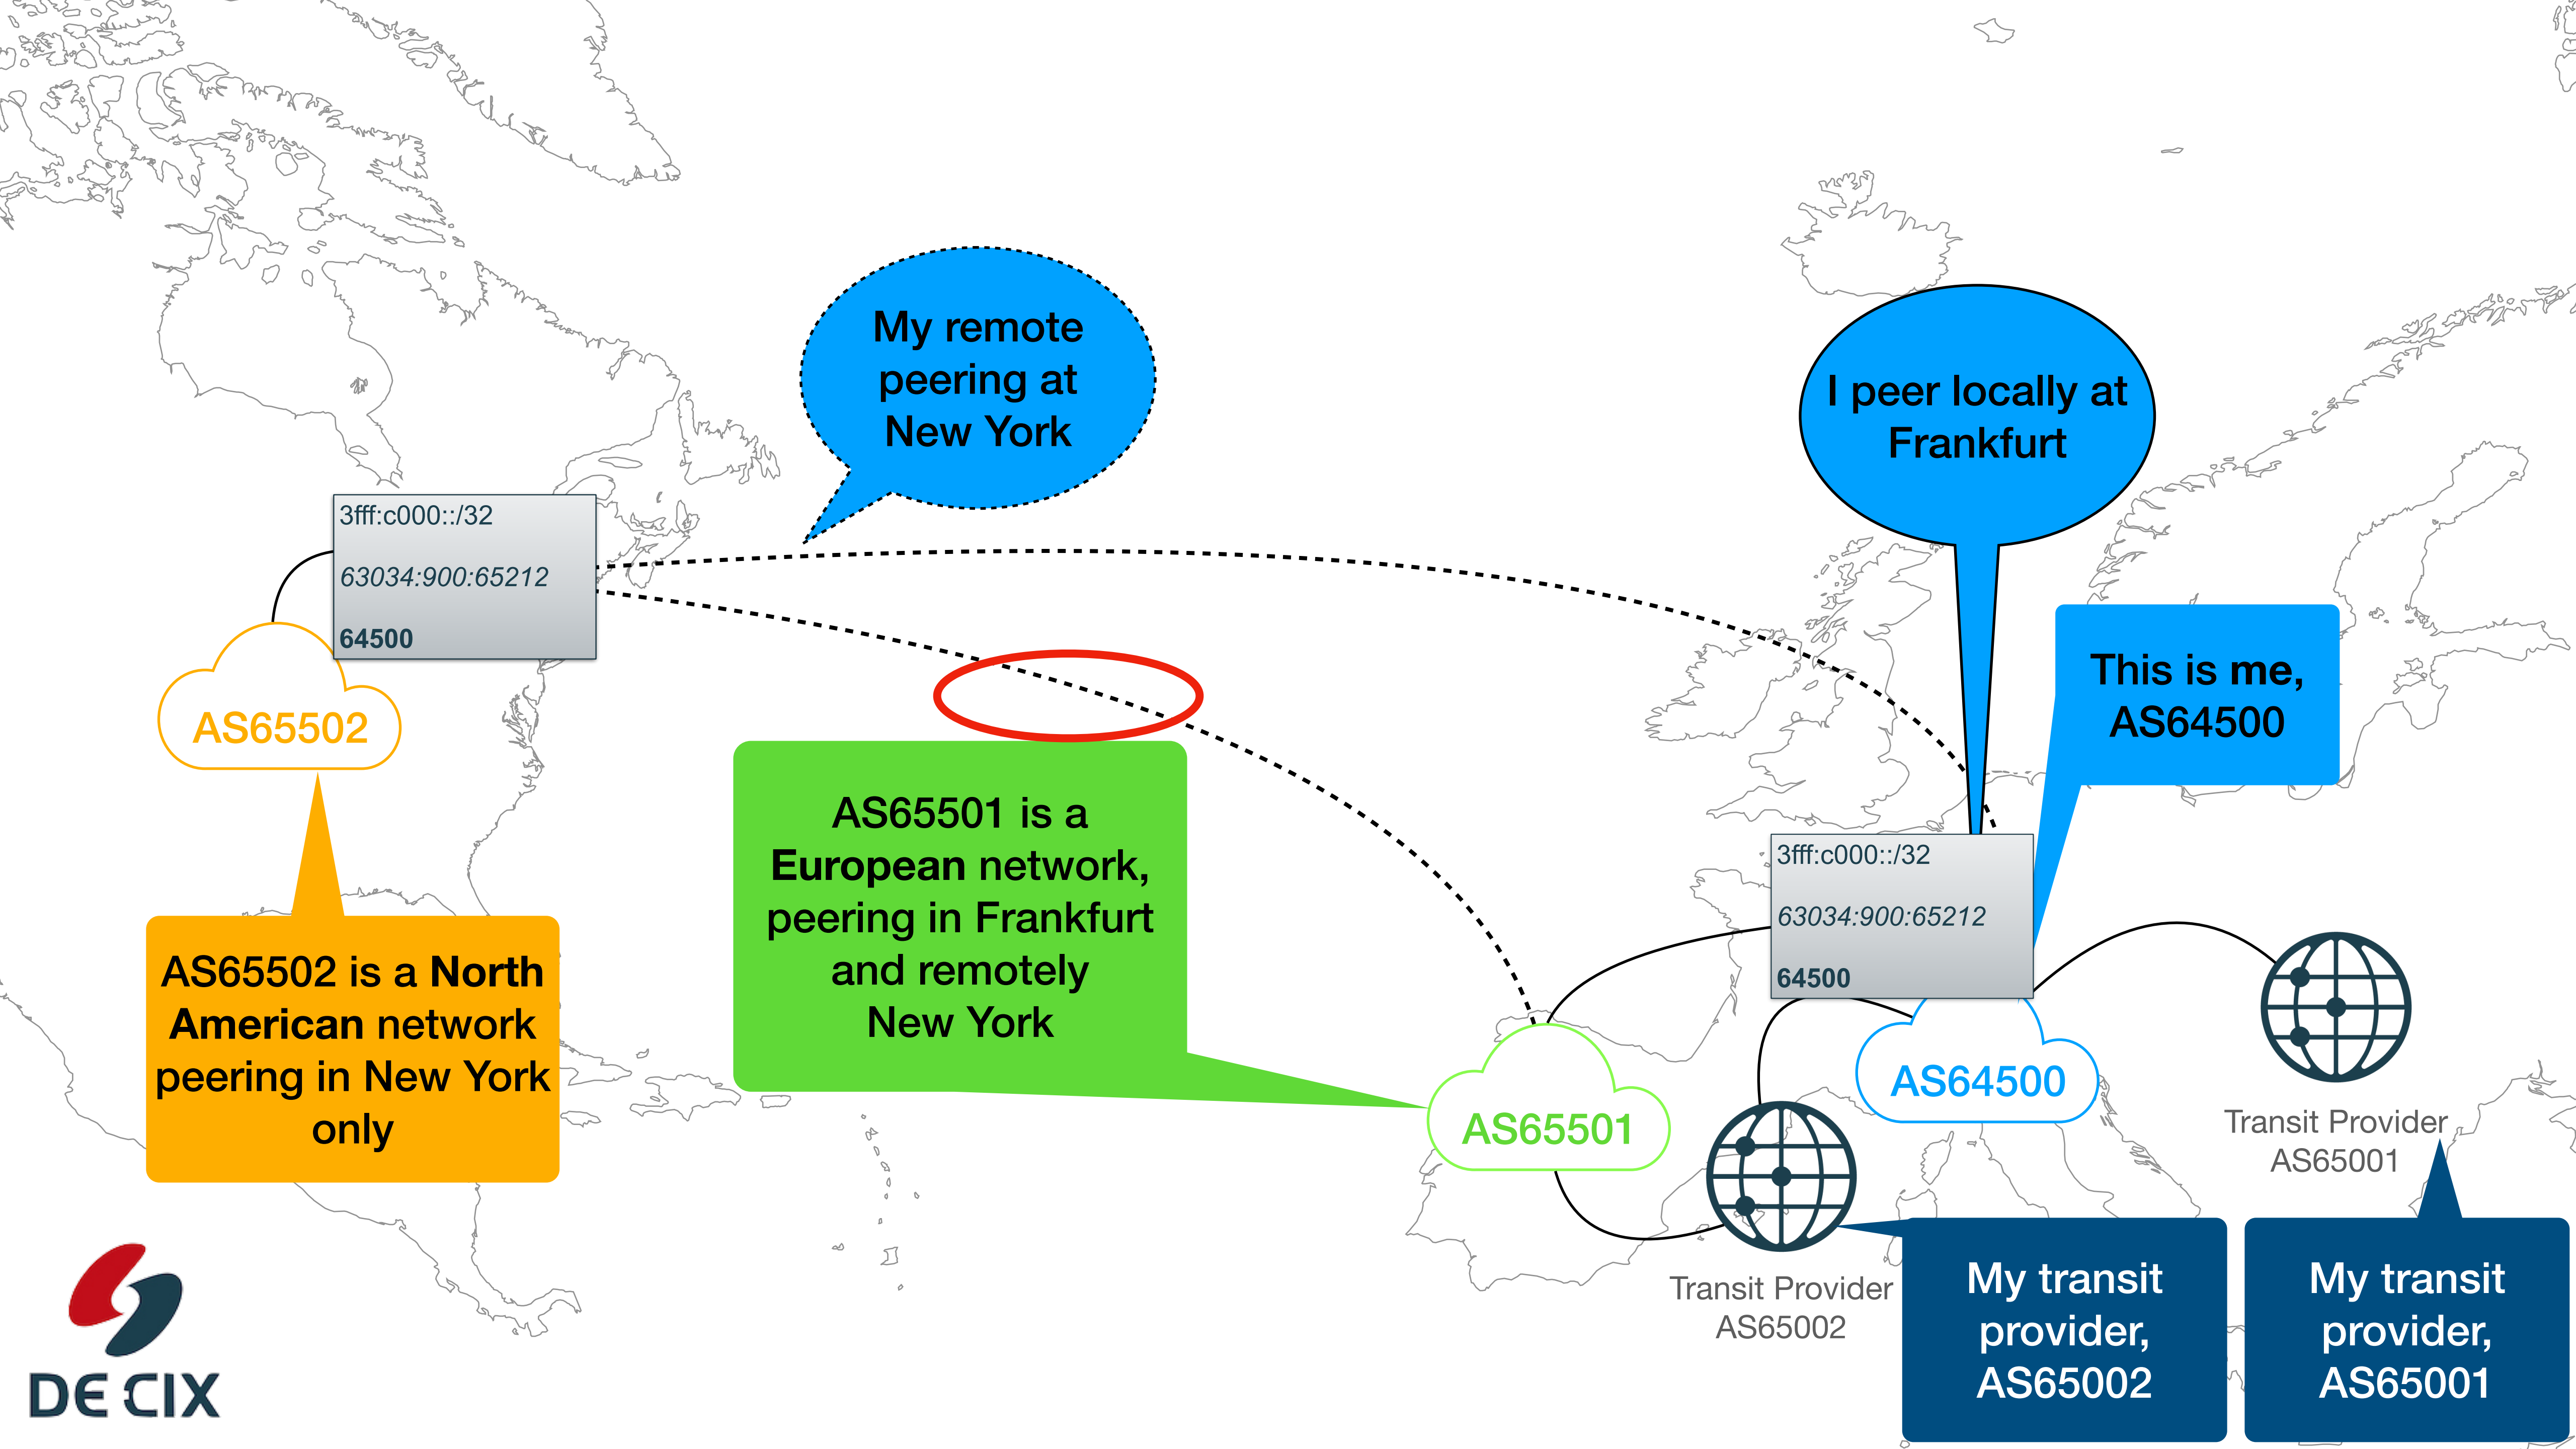 My remote
peering at
New York
I peer locally at
Frankfurt
3fff:c000::/32
63034:900:65212
64500
This is me,
AS64500
AS65502
AS65501 is a
European network,
peering in Frankfurt
and remotely
New York
3fff:c000::/32
63034:900:65212
64500
AS65502 is a North
American network
peering in New York
only
AS64500
AS65501
Transit Provider
AS65001
Transit Provider
AS65002
My transit
provider,
AS65002
My transit
provider,
AS65001
DE CIX